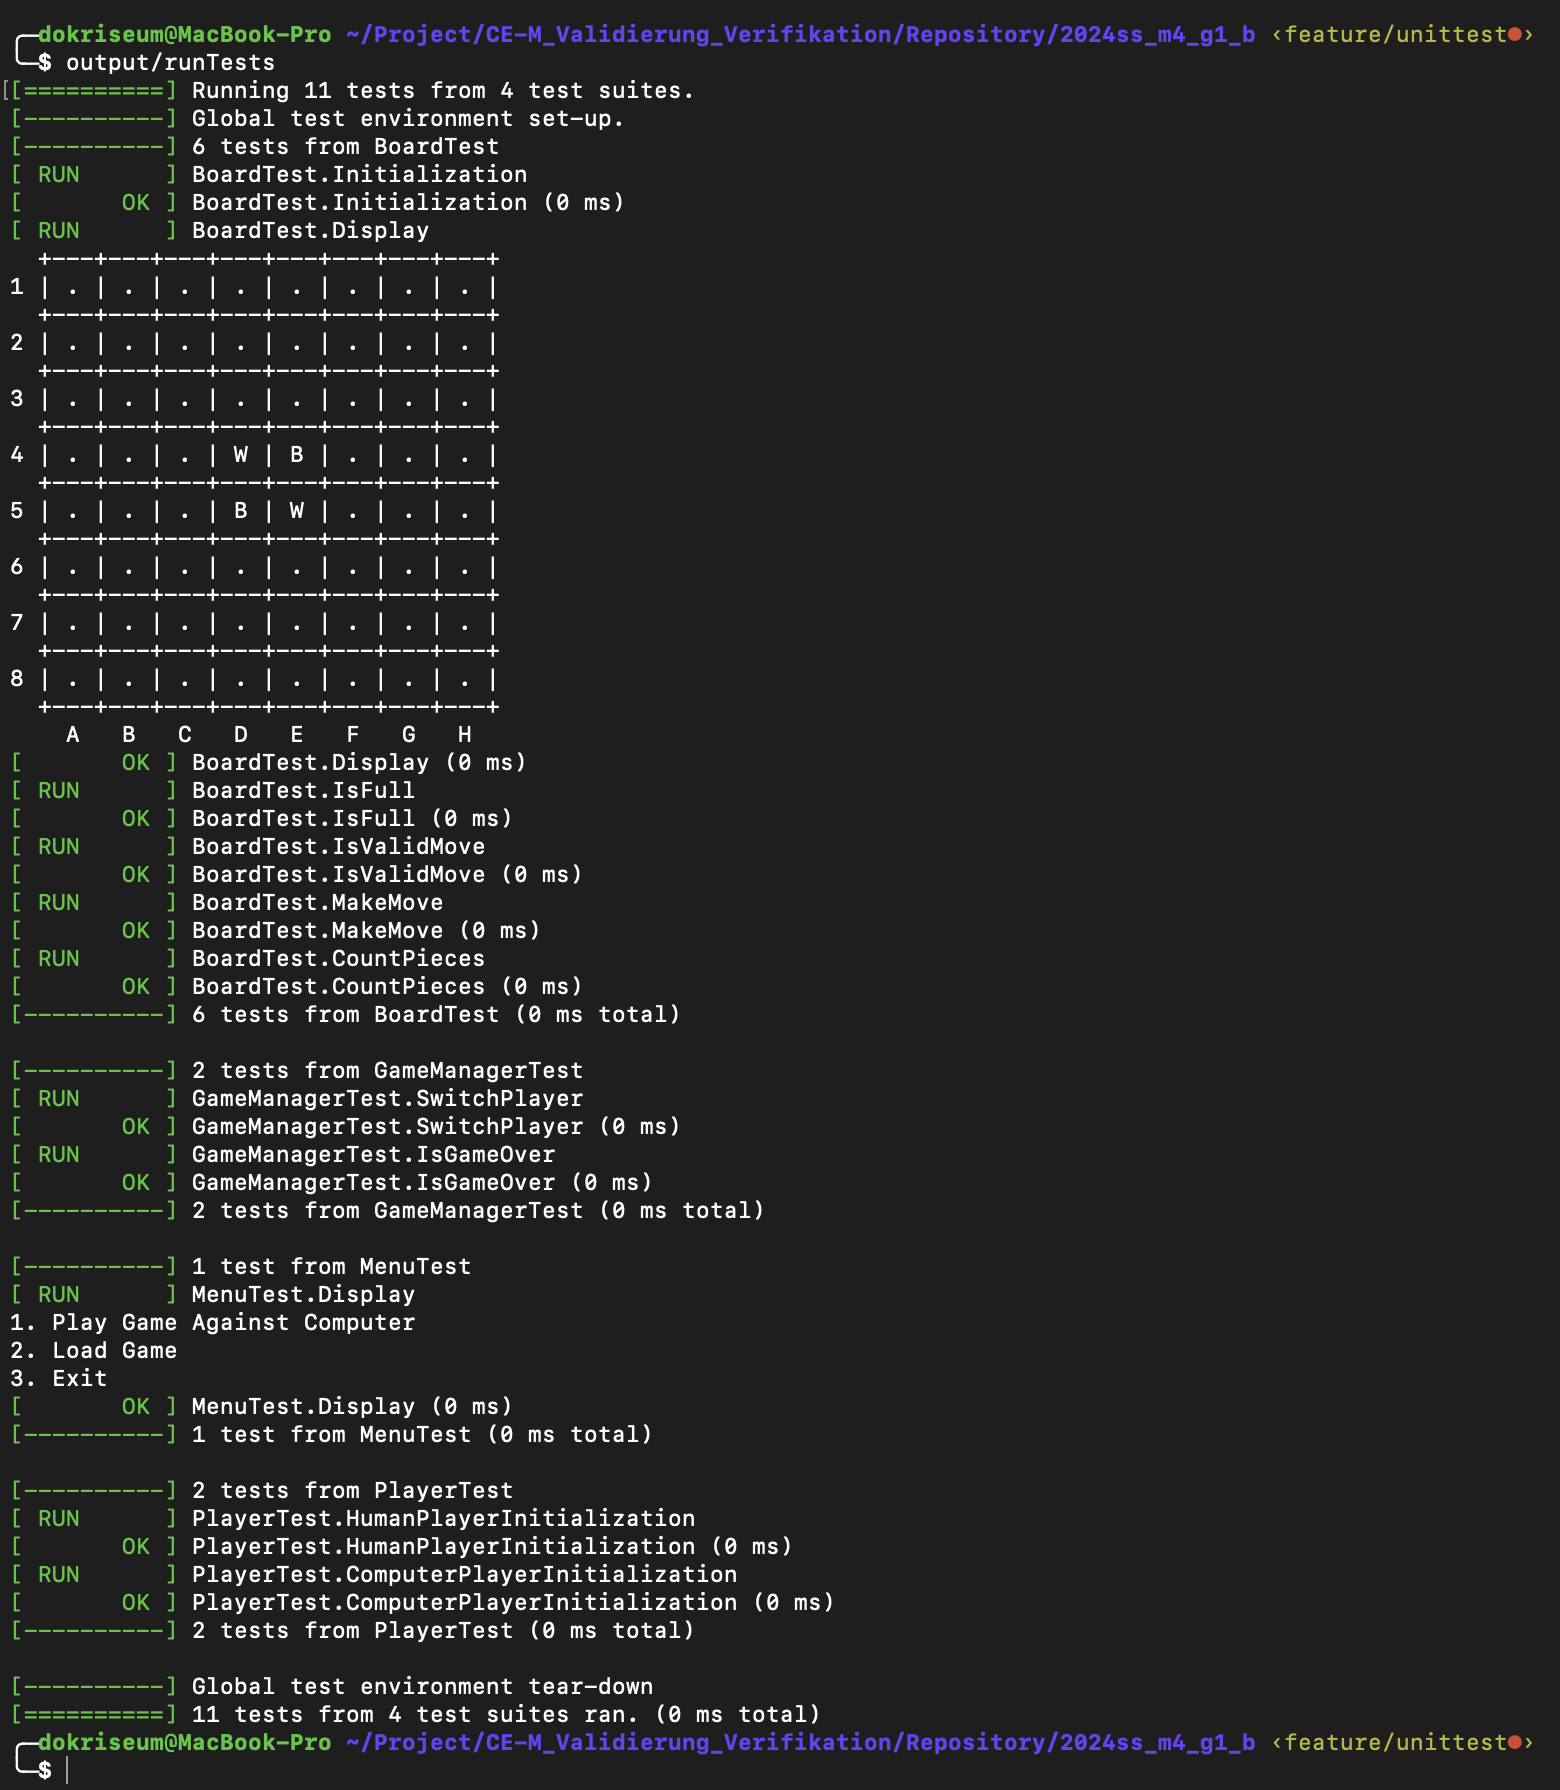 ╭─dokriseum@MacBook-Pro ~/Project/CE-M_Validierung_Verifikation/Repository/2024ss_m4_g1_b ‹feature/unittest●›
╰─$ output/runTests
[[==========] Running 11 tests from 4 test suites.
[----------] Global test environment set-up.
[----------] 6 tests from BoardTest
[ RUN      ] BoardTest.Initialization
[       OK ] BoardTest.Initialization (0 ms)
[ RUN      ] BoardTest.Display
  +---+---+---+---+---+---+---+---+
1 | . | . | . | . | . | . | . | . |
  +---+---+---+---+---+---+---+---+
2 | . | . | . | . | . | . | . | . |
  +---+---+---+---+---+---+---+---+
3 | . | . | . | . | . | . | . | . |
  +---+---+---+---+---+---+---+---+
4 | . | . | . | W | B | . | . | . |
  +---+---+---+---+---+---+---+---+
5 | . | . | . | B | W | . | . | . |
  +---+---+---+---+---+---+---+---+
6 | . | . | . | . | . | . | . | . |
  +---+---+---+---+---+---+---+---+
7 | . | . | . | . | . | . | . | . |
  +---+---+---+---+---+---+---+---+
8 | . | . | . | . | . | . | . | . |
  +---+---+---+---+---+---+---+---+
    A   B   C   D   E   F   G   H
[       OK ] BoardTest.Display (0 ms)
[ RUN      ] BoardTest.IsFull
[       OK ] BoardTest.IsFull (0 ms)
[ RUN      ] BoardTest.IsValidMove
[       OK ] BoardTest.IsValidMove (0 ms)
[ RUN      ] BoardTest.MakeMove
[       OK ] BoardTest.MakeMove (0 ms)
[ RUN      ] BoardTest.CountPieces
[       OK ] BoardTest.CountPieces (0 ms)
[----------] 6 tests from BoardTest (0 ms total)

[----------] 2 tests from GameManagerTest
[ RUN      ] GameManagerTest.SwitchPlayer
[       OK ] GameManagerTest.SwitchPlayer (0 ms)
[ RUN      ] GameManagerTest.IsGameOver
[       OK ] GameManagerTest.IsGameOver (0 ms)
[----------] 2 tests from GameManagerTest (0 ms total)

[----------] 1 test from MenuTest
[ RUN      ] MenuTest.Display
1. Play Game Against Computer
2. Load Game
3. Exit
[       OK ] MenuTest.Display (0 ms)
[----------] 1 test from MenuTest (0 ms total)

[----------] 2 tests from PlayerTest
[ RUN      ] PlayerTest.HumanPlayerInitialization
[       OK ] PlayerTest.HumanPlayerInitialization (0 ms)
[ RUN      ] PlayerTest.ComputerPlayerInitialization
[       OK ] PlayerTest.ComputerPlayerInitialization (0 ms)
[----------] 2 tests from PlayerTest (0 ms total)

[----------] Global test environment tear-down
[==========] 11 tests from 4 test suites ran. (0 ms total)
╭─dokriseum@MacBook-Pro ~/Project/CE-M_Validierung_Verifikation/Repository/2024ss_m4_g1_b ‹feature/unittest●›
╰─$